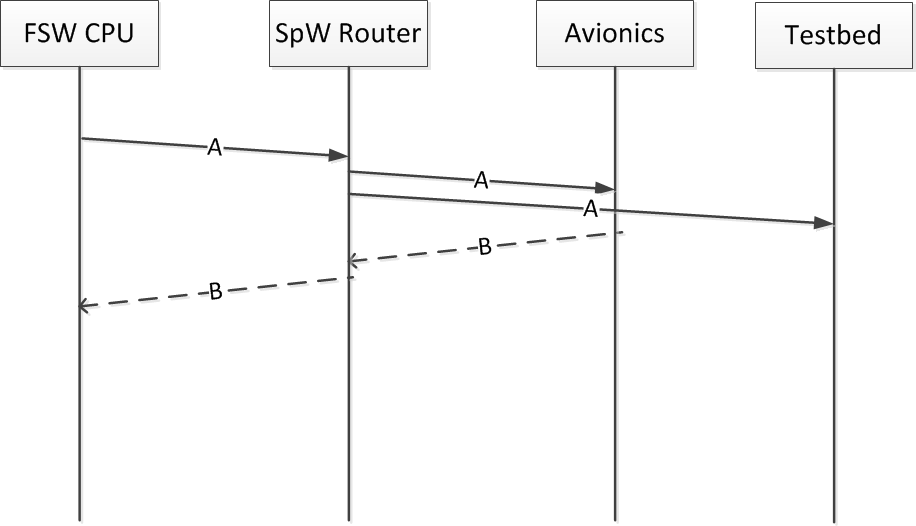 FSW CPU
SpW Router
Avionics
Testbed
A
A
A
B
B